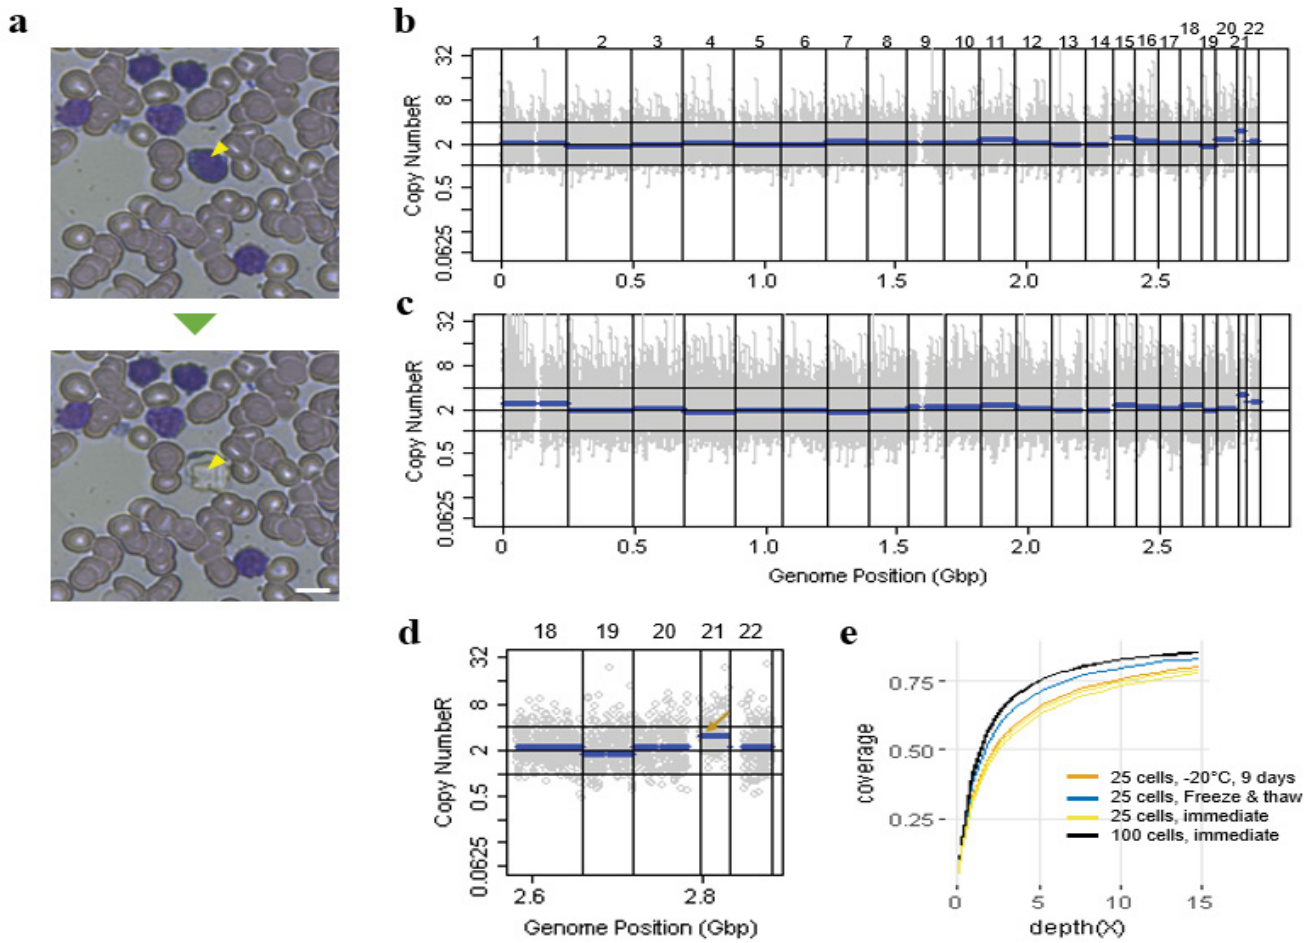 a
b
1 2 3 4 5 6 7 8 9 10 11 12 13 14 15 16 17 18 19 20 21 22
32
8
2
0.5
0.0625
Copy NumbeR
0 0.5 1.0 1.5 2.0 2.5
c
32
8
2
0.5
0.0625
Copy NumbeR
0 0.5 1.0 1.5 2.0 2.5
Genome Position (Gbp)
d
18 19 20 21 22
32
8
2
0.5
0.0625
Copy NumbeR
2.6 2.8
Genome Position (Gbp)
e
0.75
0.50
0.25
coverage
25 cells, -20°C, 9 days
25 cells, Freeze & thaw
25 cells, immediate
100 cells, immediate
0 5 10 15
depth(X)